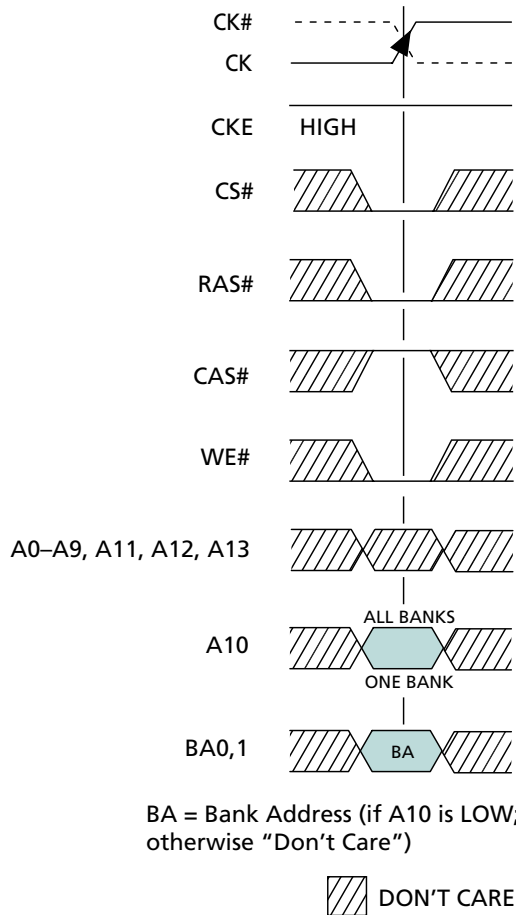 CK#
CK
CKE HIGH
CS#
RAS#
CAS#
WE#
A0–A9, A11, A12, A13
ALL BANKS
A10
ONE BANK
BA0,1 BA
BA = Bank Address (if A10 is LOW;
otherwise “Don’t Care”)
DON’T CARE